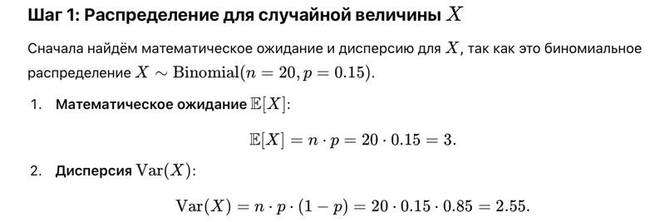 Шаг 1: Распределение для случайной величины X
Сначала найдём математическое ожидание и дисперсию для X, так как это биномиальное
распределение X ∼ Binomial(n = 20, p = 0.15).
1. Математическое ожидание 𝔼[X]:
𝔼[X] = n · p = 20 · 0.15 = 3.
2. Дисперсия Var(X):
Var(X) = n · p · (1 − p) = 20 · 0.15 · 0.85 = 2.55.